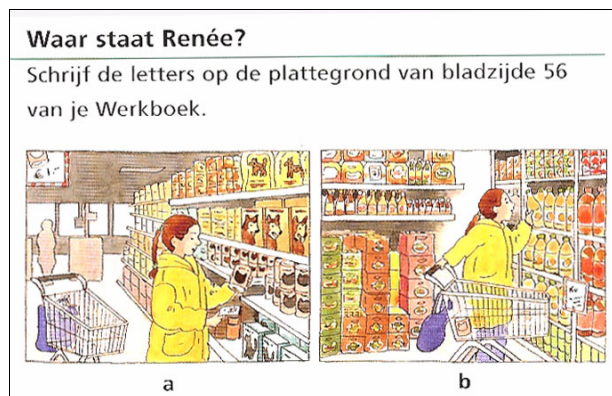 Waar staat Renée?
Schrijf de letters op de plattegrond van bladzijde 56
van je Werkboek.
a
b